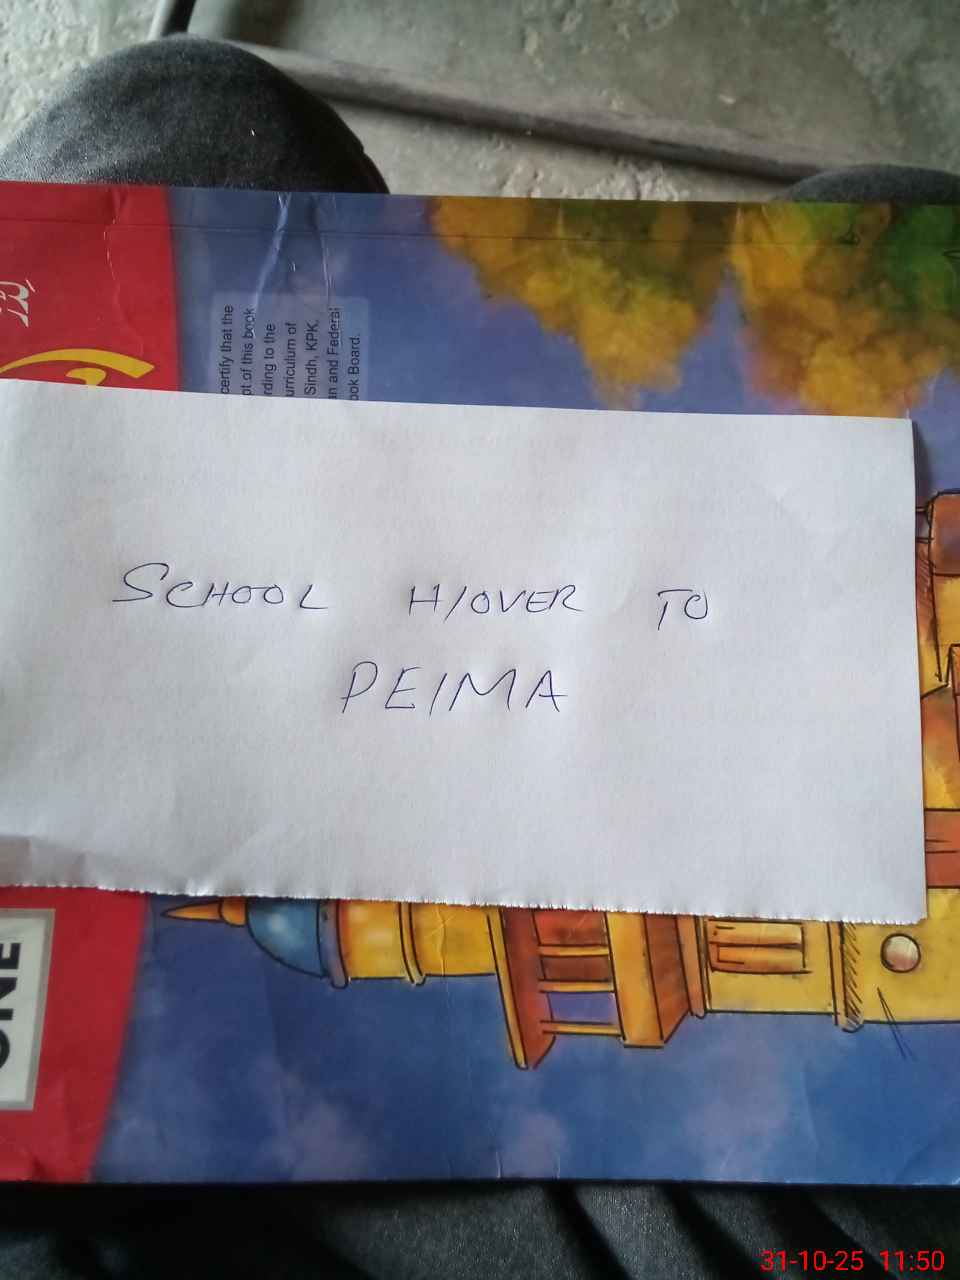 SCHOOL H/OVER TO
PEIMA
certify that the
pt of this book
rding to the
urriculum of
Sindh, KPK,
an and Federal
ook Board.
ONE
31-10-25 11:50